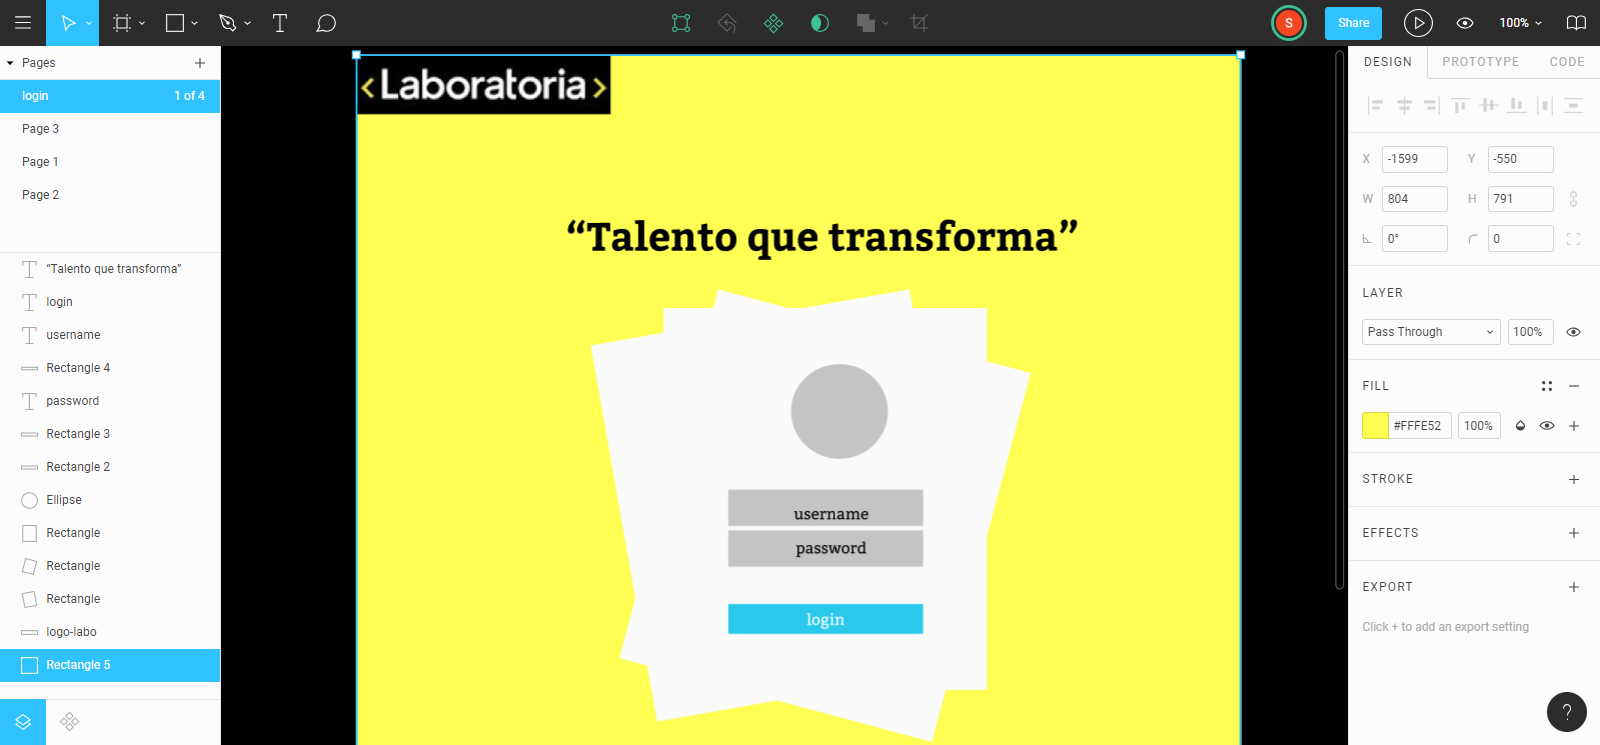 S
Share
100%
Pages
login
1 of 4
Page 3
Page 1
Page 2
“Talento que transforma”
login
username
Rectangle 4
password
Rectangle 3
Rectangle 2
Ellipse
Rectangle
Rectangle
Rectangle
logo-labo
Rectangle 5
<Laboratoria>
“Talento que transforma”
username
password
login
DESIGN
PROTOTYPE
CODE
X -1599
Y -550
W 804
H 791
0°
0
LAYER
Pass Through
100%
FILL
#FFFE52
100%
STROKE
EFFECTS
EXPORT
Click + to add an export setting
?